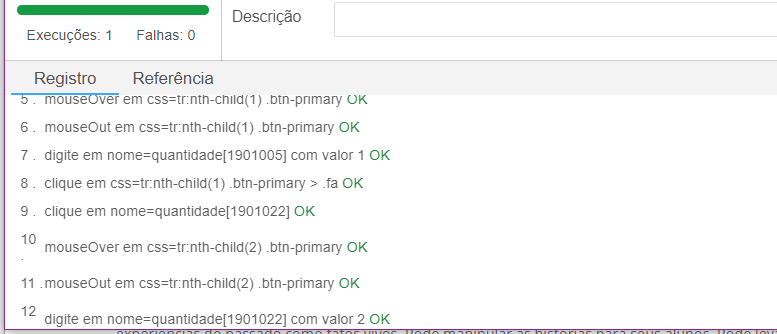 Execuções: 1 Falhas: 0
Descrição
Registro Referência
5 . mouseOver em css=tr:nth-child(1) .btn-primary OK
6 . mouseOut em css=tr:nth-child(1) .btn-primary OK
7 . digite em nome=quantidade[1901005] com valor 1 OK
8 . clique em css=tr:nth-child(1) .btn-primary > .fa OK
9 . clique em nome=quantidade[1901022] OK
10 . mouseOver em css=tr:nth-child(2) .btn-primary OK
11 . mouseOut em css=tr:nth-child(2) .btn-primary OK
12 digite em nome=quantidade[1901022] com valor 2 OK